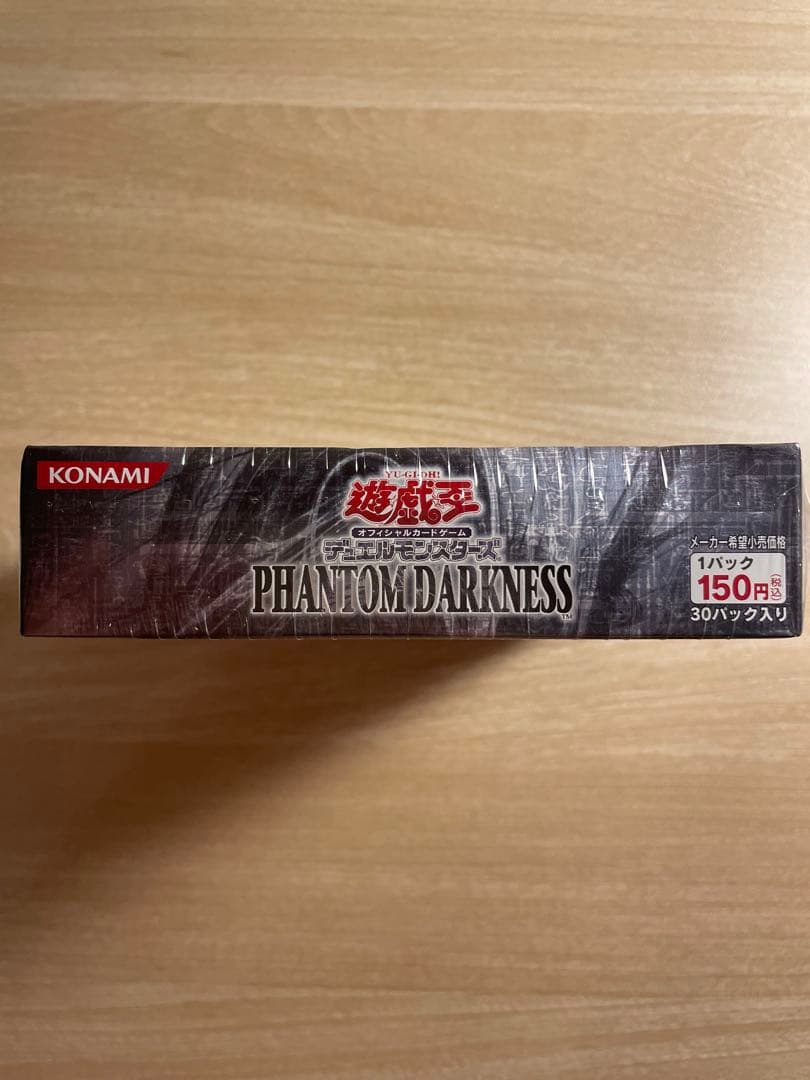 KONAMI
YU-GI-OH!
遊戯王
オフィシャルカードゲーム
デュエルモンスターズ
PHANTOM DARKNESS
TM
メーカー希望小売価格
1パック
150円(税込)
30パック入り